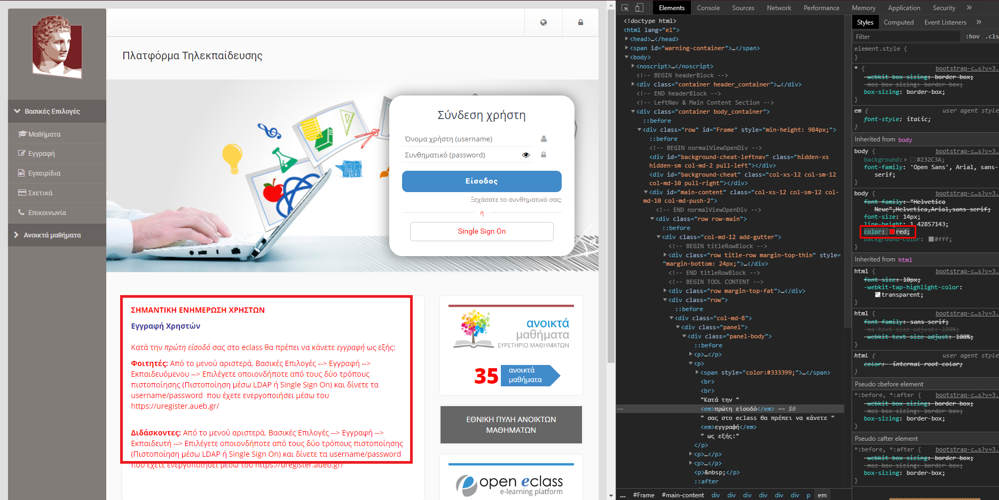 Πλατφόρμα Τηλεκπαίδευσης
Βασικές Επιλογές
Μαθήματα
Εγγραφή
Εγχειρίδια
Σχετικά
Επικοινωνία
Ανοικτά μαθήματα
Σύνδεση χρήστη
Όνομα χρήστη (username)
Συνθηματικό (password)
Είσοδος
Ξεχάσατε το συνθηματικό σας;
ή
Single Sign On
ΣΗΜΑΝΤΙΚΗ ΕΝΗΜΕΡΩΣΗ ΧΡΗΣΤΩΝ
Εγγραφή Χρηστών
Κατά την πρώτη είσοδό σας στο eclass θα πρέπει να κάνετε εγγραφή ως εξής:
Φοιτητές: Από το μενού αριστερά, Βασικές Επιλογές --> Εγγραφή -->
Εκπαιδευόμενου --> Επιλέγετε οποιονδήποτε από τους δύο τρόπους
πιστοποίησης (Πιστοποίηση μέσω LDAP ή Single Sign On) και δίνετε τα
username/password  που έχετε ενεργοποιήσει μέσω του
https://uregister.aueb.gr/
Διδάσκοντες: Από το μενού αριστερά, Βασικές Επιλογές --> Εγγραφή -->
Εκπαιδευτή --> Επιλέγετε οποιονδήποτε από τους δύο τρόπους πιστοποίησης
(Πιστοποίηση μέσω LDAP ή Single Sign On) και δίνετε τα username/password
που έχετε ενεργοποιήσει μέσω του https://uregister.aueb.gr/
ανοικτά
μαθήματα
ΕΥΡΕΤΗΡΙΟ ΜΑΘΗΜΑΤΩΝ
35 ανοικτά
μαθήματα
ΕΘΝΙΚΗ ΠΥΛΗ ΑΝΟΙΚΤΩΝ
ΜΑΘΗΜΑΤΩΝ
open eclass
e-learning platform
Elements Console Sources Network Performance Memory Application Security »
<!doctype html>
<html lang="el">
<head>…</head>
<span id="warning-container">…</span>
<body>
<noscript>…</noscript>
<!-- BEGIN headerBlock -->
<div class="container header_container">…</div>
<!-- END headerBlock -->
<!-- LeftNav & Main Content Section -->
<div class="container body_container">
::before
<div class="row" id="Frame" style="min-height: 984px;">
::before
<!-- BEGIN normalViewOpenDiv -->
<div id="background-cheat-leftnav" class="hidden-xs
hidden-sm col-md-2 pull-left"></div>
<div id="background-cheat" class="col-xs-12 col-sm-12
col-md-10 pull-right"></div>
<div id="main-content" class="col-xs-12 col-sm-12 col-
md-10 col-md-push-2">
<!-- END normalViewOpenDiv -->
<div class="row row-main">
::before
<div class="col-md-12 add-gutter">
<!-- BEGIN titleRowBlock -->
<div class="row title-row margin-top-thin" style=
"margin-bottom: 24px;">…</div>
<!-- END titleRowBlock -->
<!-- BEGIN TOOL CONTENT -->
<div class="row margin-top-fat">…</div>
<div class="row">
::before
<div class="col-md-8">
<div class="panel">
<div class="panel-body">
::before
<p>…</p>
<p>
<span style="color:#333399;">…</span>
<br>
<br>
"Κατά την "
<em>πρώτη είσοδό</em> == $0
" σας στο eclass θα πρέπει να κάνετε "
<em>εγγραφή</em>
" ως εξής:"
</p>
<p>…</p>
<p>…</p>
<p>&nbsp;</p>
::after
... #Frame #main-content div div div div div div p em
Styles Computed Event Listeners »
Filter :hov .cls
element.style {
}
* { bootstrap-c…s?v=3.
-webkit-box-sizing: border-box;
-moz-box-sizing: border-box;
box-sizing: border-box;
}
em { user agent style
font-style: italic;
}
Inherited from body
body { bootstrap-c…s?v=3.
background: #232C3A;
font-family: 'Open Sans', Arial, sans-
serif;
}
body { bootstrap-c…s?v=3.
font-family: "Helvetica
Neue",Helvetica,Arial,sans-serif;
font-size: 14px;
line-height: 1.42857143;
color: red;
background-color: #fff;
}
Inherited from html
html { bootstrap-c…s?v=3.
font-size: 10px;
-webkit-tap-highlight-color:
transparent;
}
html { bootstrap-c…s?v=3.
font-family: sans-serif;
-ms-text-size-adjust: 100%;
-webkit-text-size-adjust: 100%;
}
html { user agent style
color: -internal-root-color;
}
Pseudo ::before element
*:before, *:after { bootstrap-c…s?v=3.
-webkit-box-sizing: border-box;
-moz-box-sizing: border-box;
box-sizing: border-box;
}
Pseudo ::after element
*:before, *:after { bootstrap-c…s?v=3.
-webkit-box-sizing: border-box;
-moz-box-sizing: border-box;
box-sizing: border-box;
}